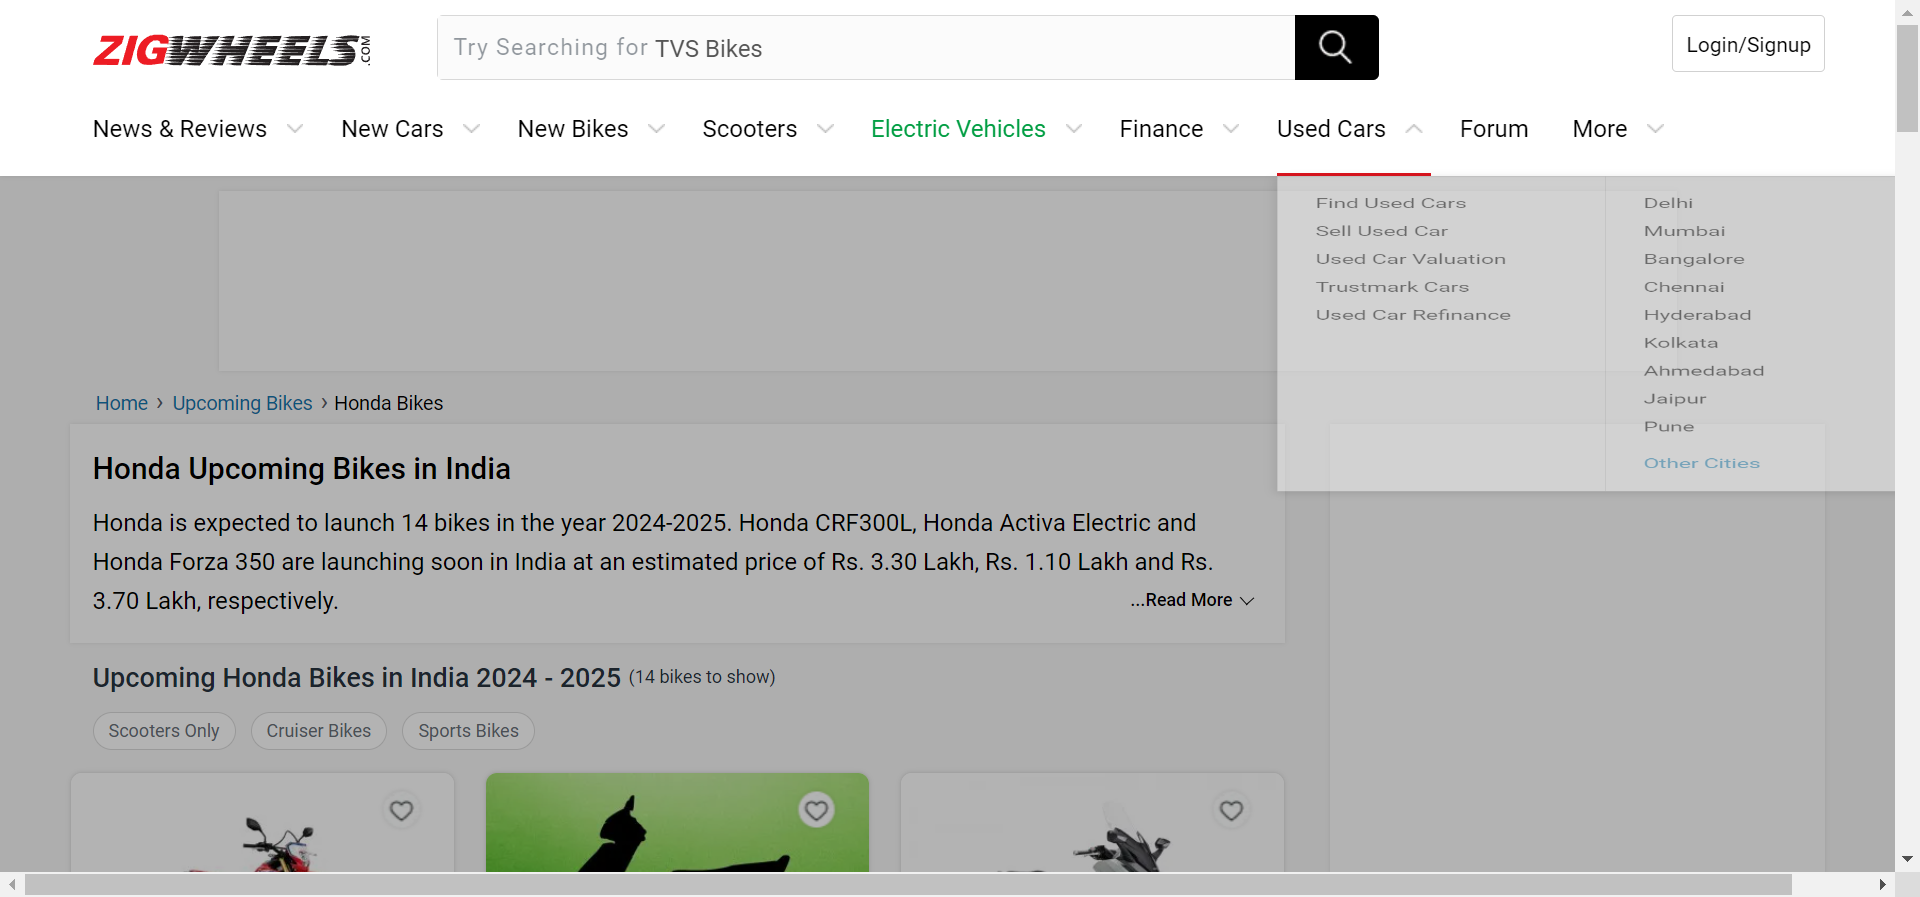 ZIGWHEELS.COM
Try Searching for TVS Bikes
Login/Signup
News & Reviews New Cars New Bikes Scooters Electric Vehicles Finance Used Cars Forum More
Find Used Cars
Sell Used Car
Used Car Valuation
Trustmark Cars
Used Car Refinance
Delhi
Mumbai
Bangalore
Chennai
Hyderabad
Kolkata
Ahmedabad
Jaipur
Pune
Other Cities
Home › Upcoming Bikes › Honda Bikes
Honda Upcoming Bikes in India
Honda is expected to launch 14 bikes in the year 2024-2025. Honda CRF300L, Honda Activa Electric and
Honda Forza 350 are launching soon in India at an estimated price of Rs. 3.30 Lakh, Rs. 1.10 Lakh and Rs.
3.70 Lakh, respectively.
...Read More
Upcoming Honda Bikes in India 2024 - 2025 (14 bikes to show)
Scooters Only Cruiser Bikes Sports Bikes